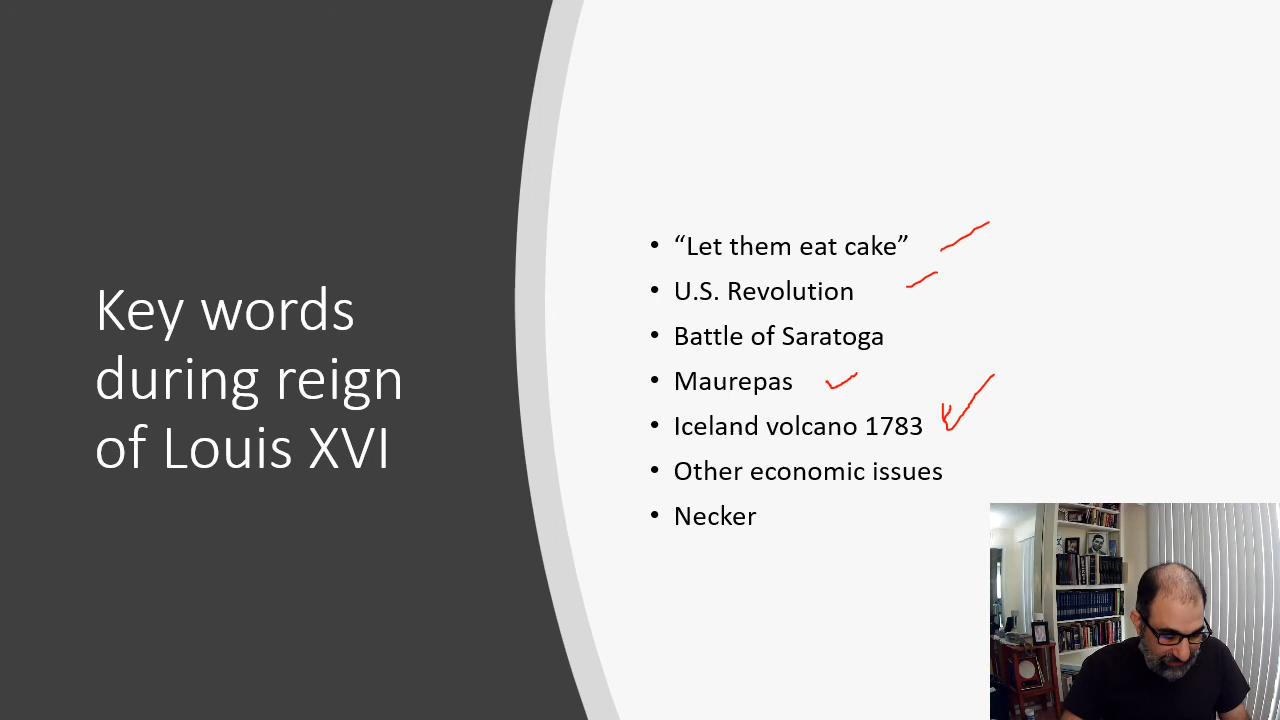 Key words
during reign
of Louis XVI
“Let them eat cake”
U.S. Revolution
Battle of Saratoga
Maurepas
Iceland volcano 1783
Other economic issues
Necker